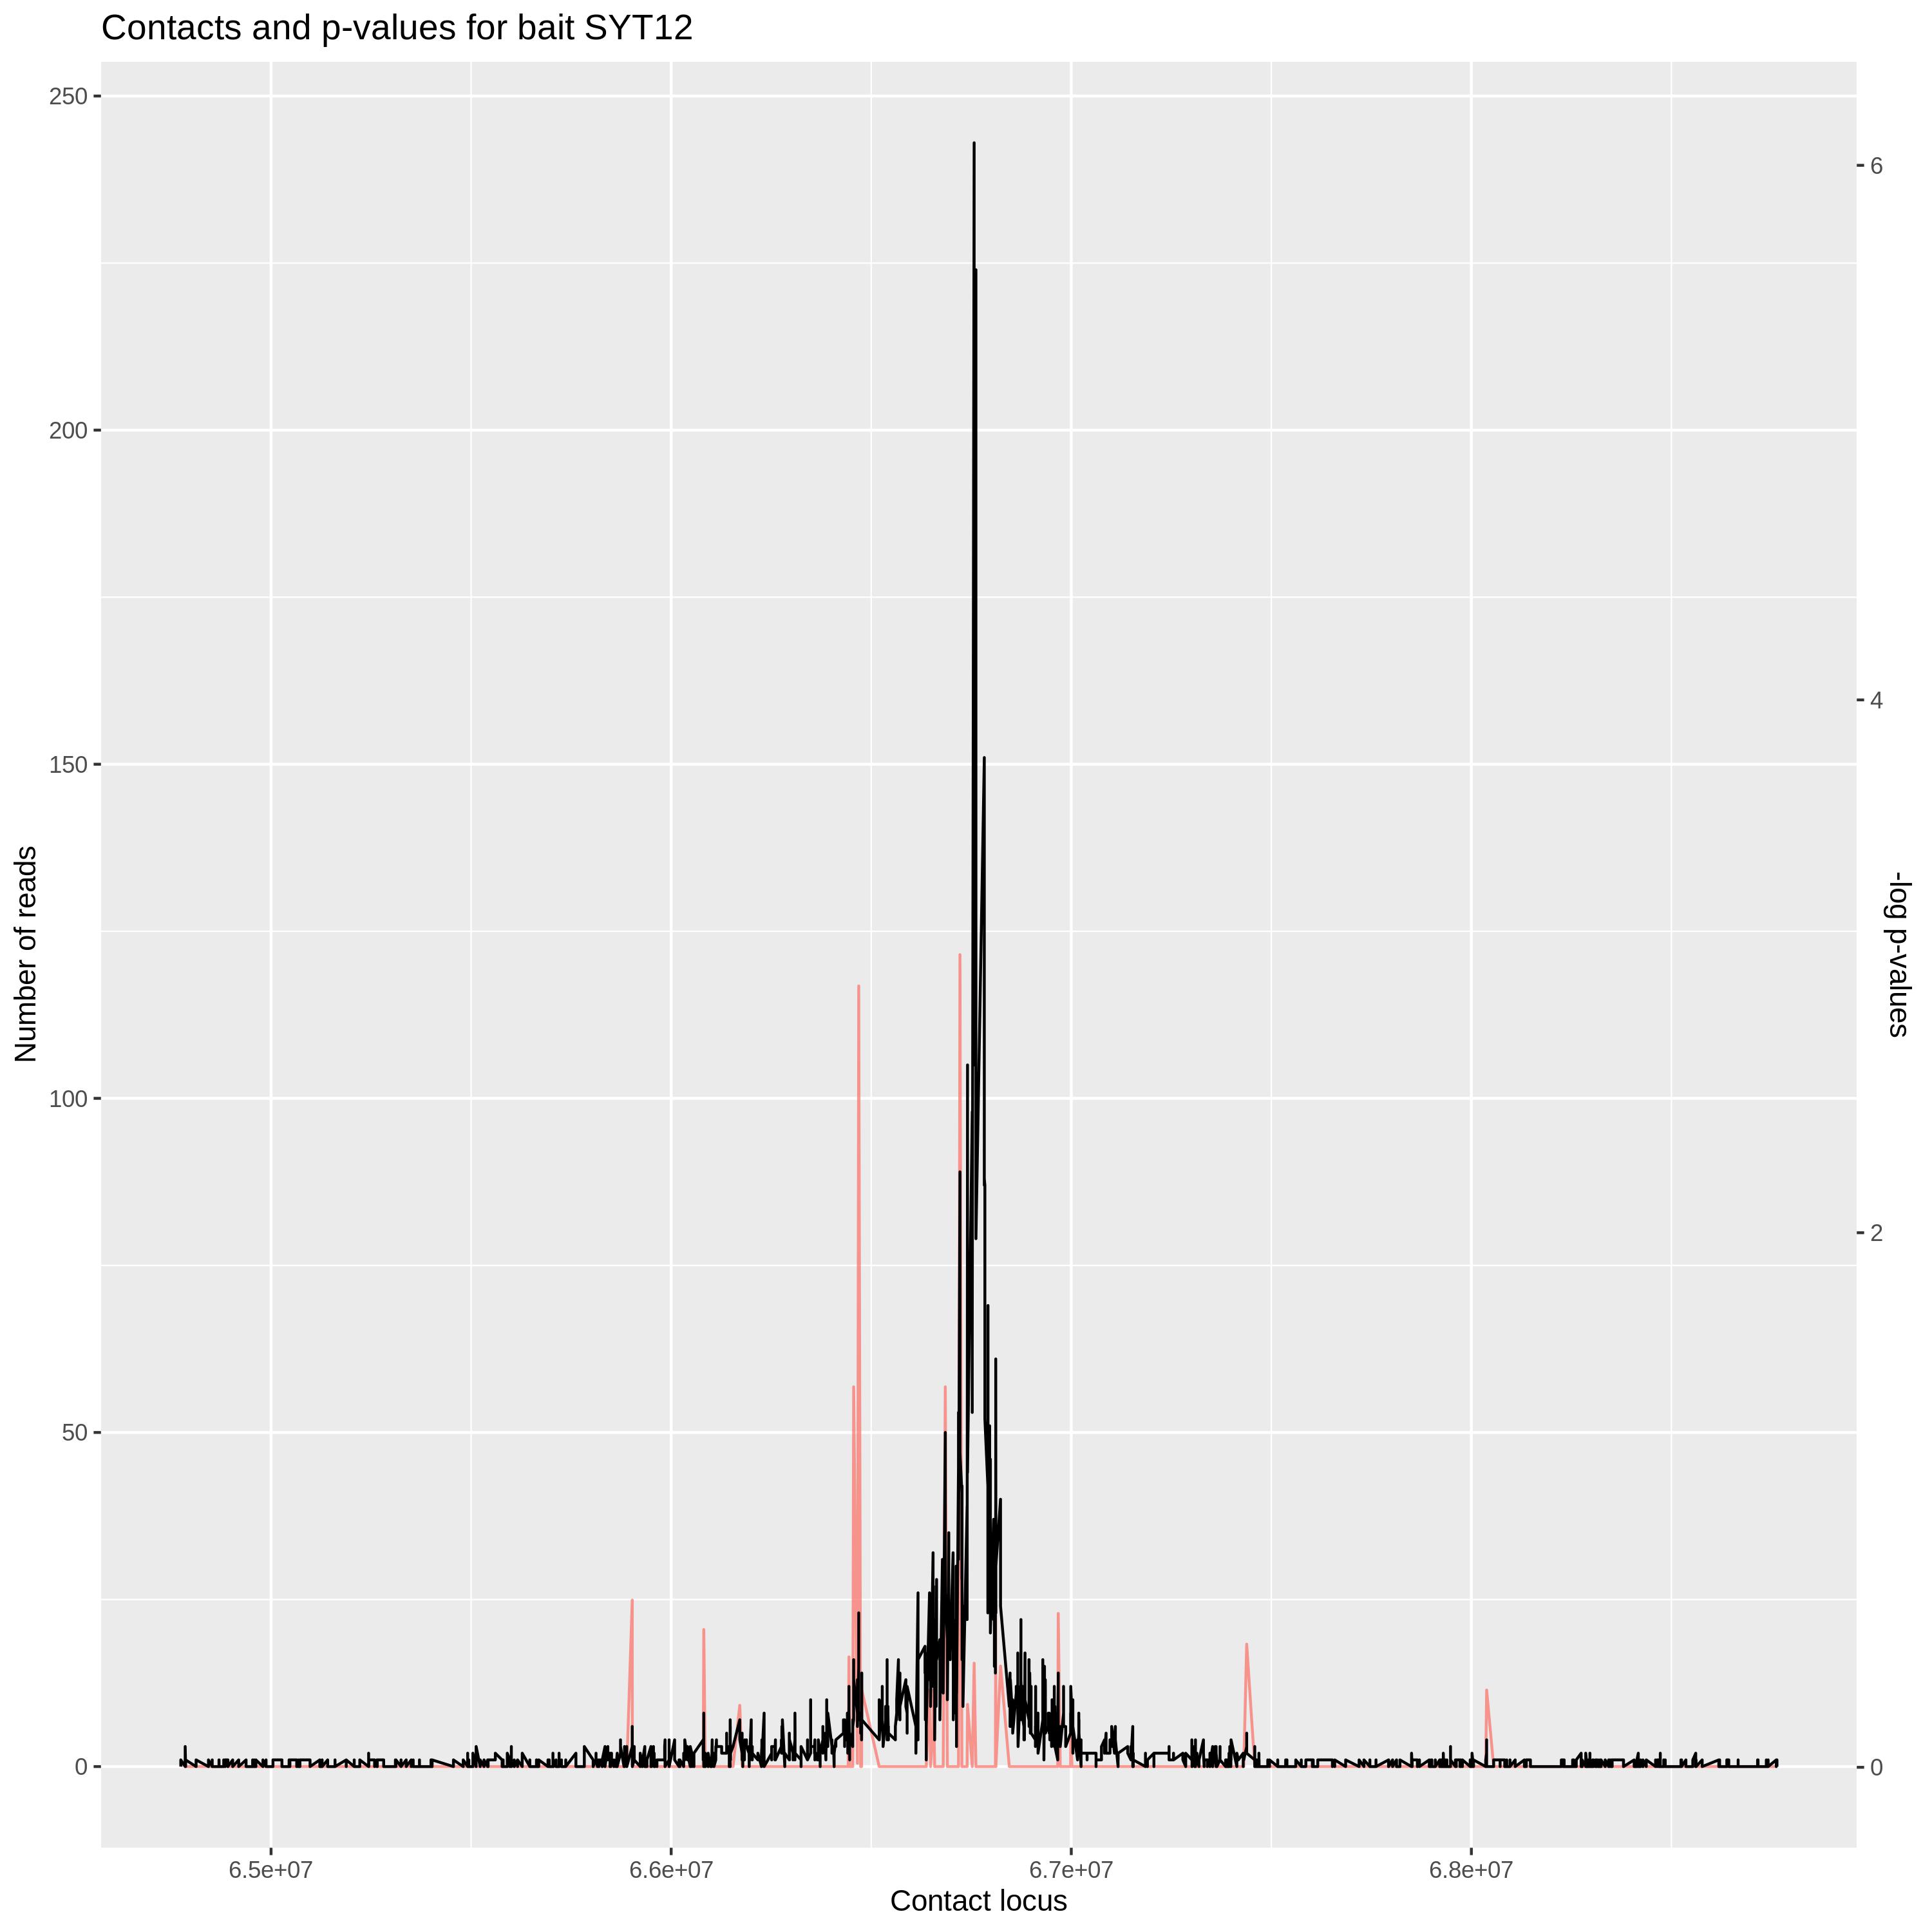 Contacts and p-values for bait SYT12
250
200
150
100
50
0
Number of reads
6
4
2
0
-log p-values
6.5e+07
6.6e+07
6.7e+07
6.8e+07
Contact locus